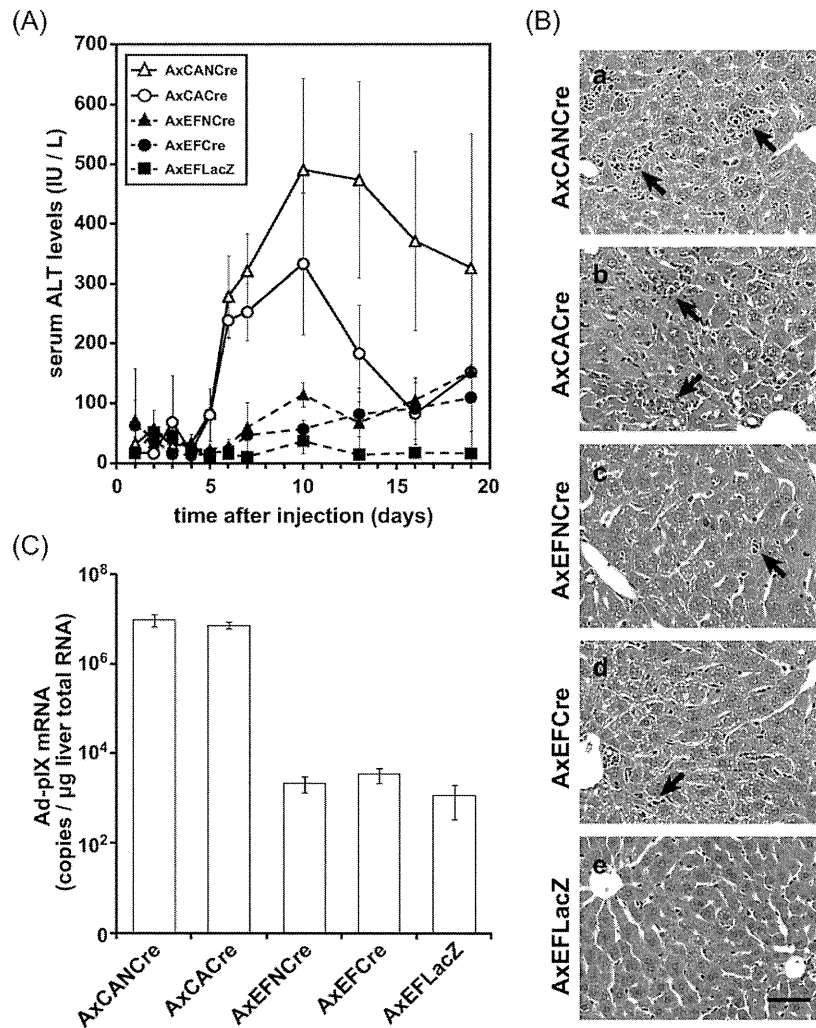 (A)
700
600
500
400
300
200
100
0
serum ALT levels (IU / L)
AxCANCre
AxCACre
AxEFNCre
AxEFCre
AxEFLacZ
0
5
10
15
20
time after injection (days)
(B)
AxCANCre
a
AxCACre
b
AxEFNCre
c
AxEFCre
d
AxEFLacZ
e
(C)
10^8
10^6
10^4
10^2
0
Ad-pIX mRNA
(copies / µg liver total RNA)
AxCANCre
AxCACre
AxEFNCre
AxEFCre
AxEFLacZ